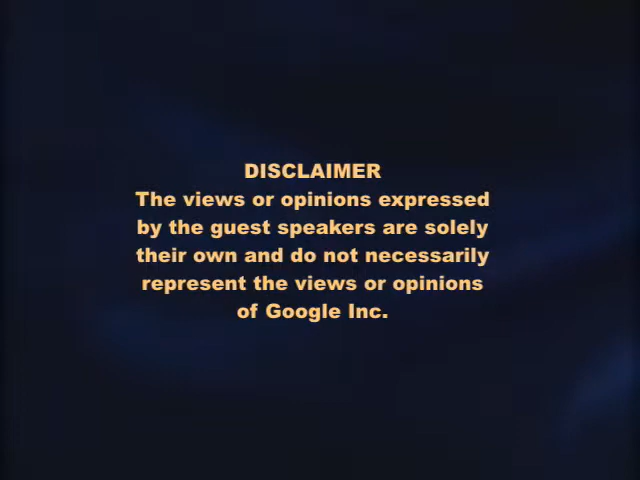 DISCLAIMER
The views or opinions expressed
by the guest speakers are solely
their own and do not necessarily
represent the views or opinions
of Google Inc.